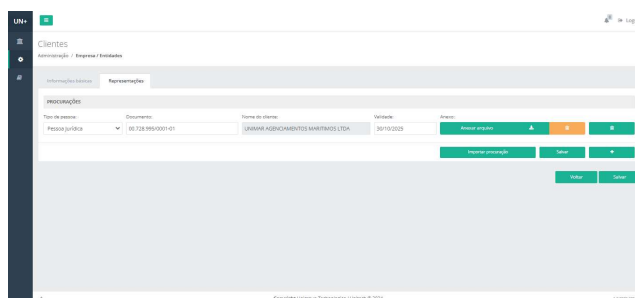 UN+
Log
Clientes
Administração / Empresa / Entidades
Informações básicas
Representações
PROCURAÇÕES
Tipo de pessoa:
Documento:
Nome do cliente:
Validade:
Anexo:
Pessoa Jurídica
00.728.995/0001-01
UNIMAR AGENCIAMENTOS MARITIMOS LTDA
30/10/2025
Anexar arquivo
Importar procuração
Salvar
+
Voltar
Salvar